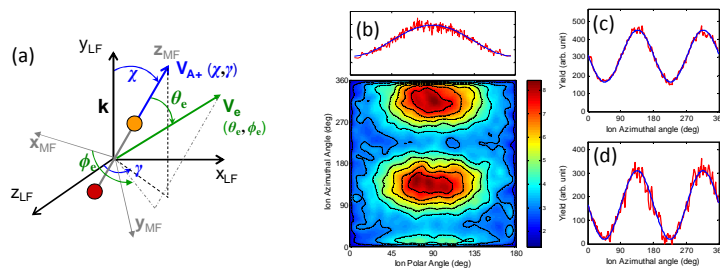 (a)
y_LF
z_MF
χ
V_A+ (χ,γ)
k
θ_e
V_e
(θ_e, ϕ_e)
x_MF
ϕ_e
γ
x_LF
z_LF
y_MF
(b)
Ion Azimuthal Angle (deg)
360
270
180
90
0
0 45 90 135 180
Ion Polar Angle (deg)
8
7
6
5
4
3
2
(c)
Yield (arb. unit)
500
400
300
200
100
0
0 90 180 270 36
Ion Azimuthal angle (deg)
(d)
Yield (arb. unit)
400
300
200
100
0
0 90 180 270 36
Ion Azimuthal Angle (deg)